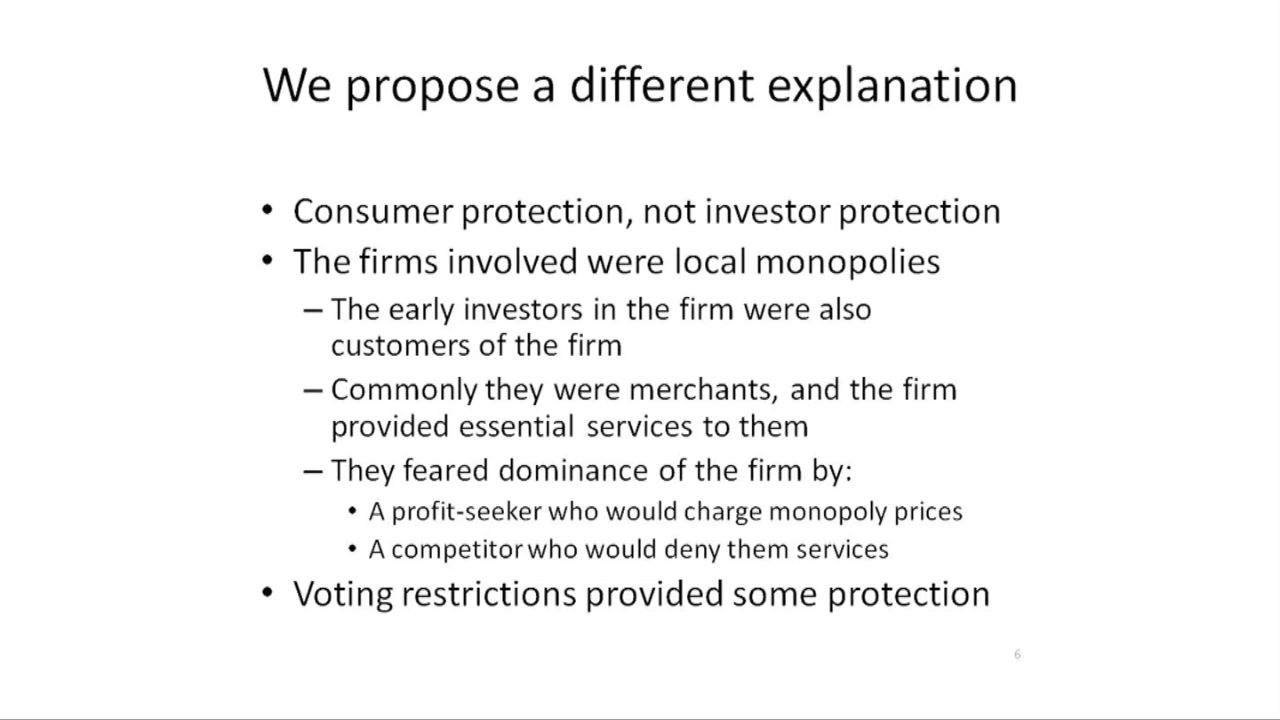 We propose a different explanation
• Consumer protection, not investor protection
• The firms involved were local monopolies
– The early investors in the firm were also
customers of the firm
– Commonly they were merchants, and the firm
provided essential services to them
– They feared dominance of the firm by:
• A profit-seeker who would charge monopoly prices
• A competitor who would deny them services
• Voting restrictions provided some protection
6